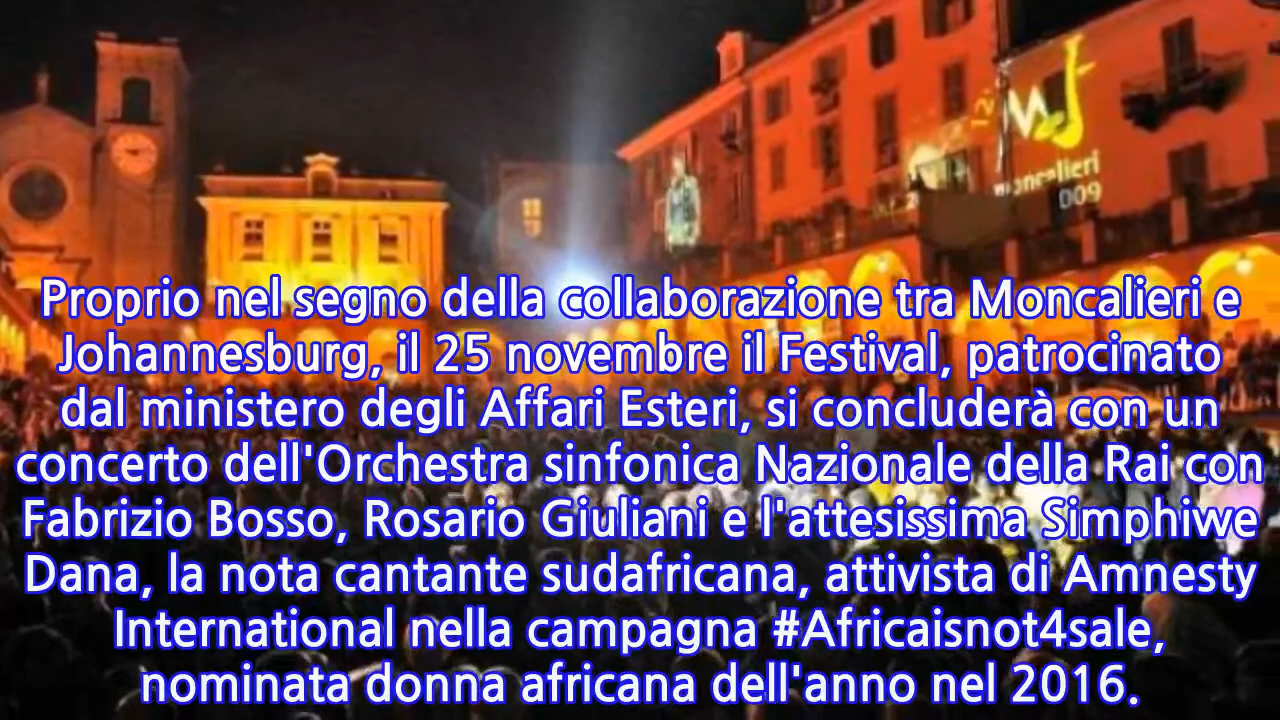 moncalieri
009
Proprio nel segno della collaborazione tra Moncalieri e
Johannesburg, il 25 novembre il Festival, patrocinato
dal ministero degli Affari Esteri, si concluderà con un
concerto dell'Orchestra sinfonica Nazionale della Rai con
Fabrizio Bosso, Rosario Giuliani e l'attesissima Simphiwe
Dana, la nota cantante sudafricana, attivista di Amnesty
International nella campagna #Africaisnot4sale,
nominata donna africana dell'anno nel 2016.